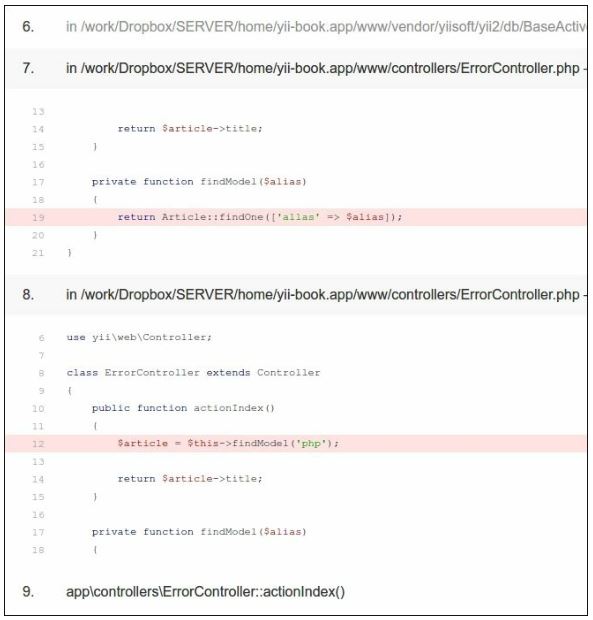 6. in /work/Dropbox/SERVER/home/yii-book.app/www/vendor/yiisoft/yii2/db/BaseActiv
7. in /work/Dropbox/SERVER/home/yii-book.app/www/controllers/ErrorController.php -
13
14 return $article->title;
15 }
16
17 private function findModel($alias)
18 {
19 return Article::findOne(['allas' => $alias]);
20 }
21 }
8. in /work/Dropbox/SERVER/home/yii-book.app/www/controllers/ErrorController.php -
6 use yii\web\Controller;
7
8 class ErrorController extends Controller
9 {
10 public function actionIndex()
11 {
12 $article = $this->findModel('php');
13
14 return $article->title;
15 }
16
17 private function findModel($alias)
18 {
9. app\controllers\ErrorController::actionIndex()